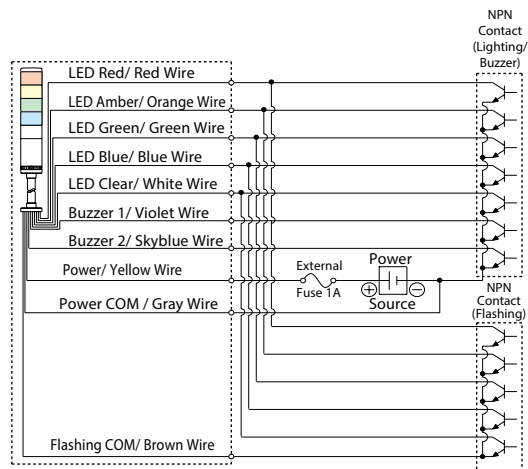 NPN
Contact
(Lighting/
Buzzer)
LED Red/ Red Wire
LED Amber/ Orange Wire
LED Green/ Green Wire
LED Blue/ Blue Wire
LED Clear/ White Wire
Buzzer 1/ Violet Wire
Buzzer 2/ Skyblue Wire
Power/ Yellow Wire
External
Fuse 1A
Power
Source
Power COM / Gray Wire
NPN
Contact
(Flashing)
Flashing COM/ Brown Wire